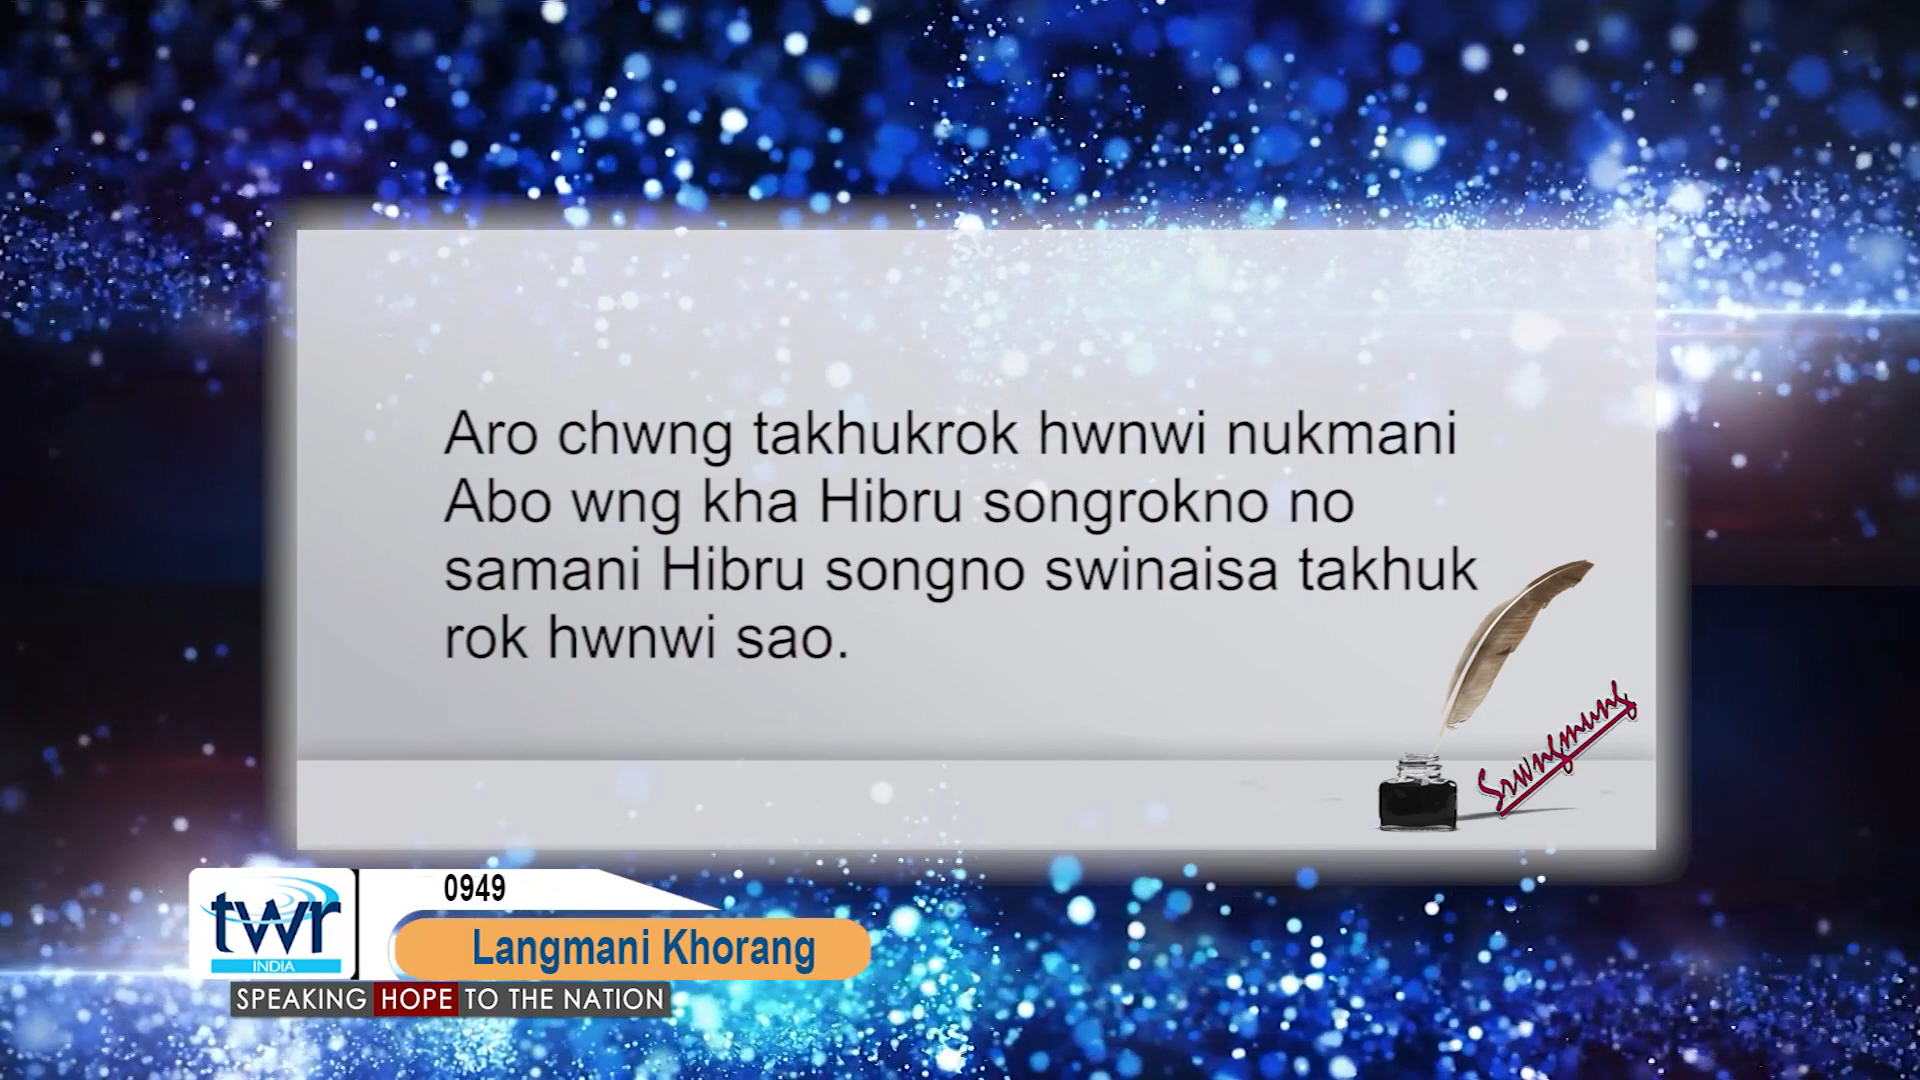 Aro chwng takhukrok hwnwi nukmani
Abo wng kha Hibru songrokno no
samani Hibru songno swinaisa takhuk
rok hwnwi sao.
Srwngmung
0949
twr
INDIA
Langmani Khorang
SPEAKING HOPE TO THE NATION